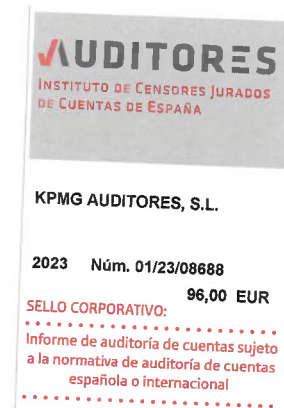 AUDITORES
INSTITUTO DE CENSORES JURADOS
DE CUENTAS DE ESPAÑA
KPMG AUDITORES, S.L.
2023 Núm. 01/23/08688
96,00 EUR
SELLO CORPORATIVO:
Informe de auditoría de cuentas sujeto
a la normativa de auditoría de cuentas
española o internacional